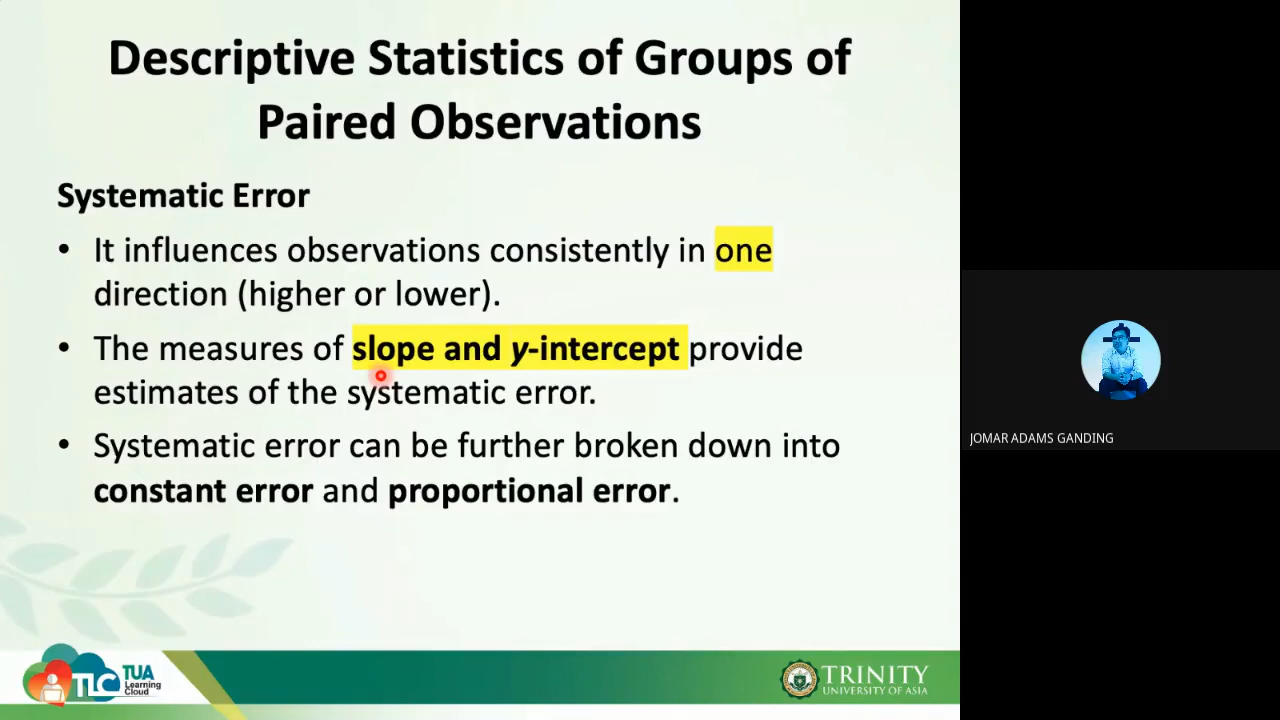 Descriptive Statistics of Groups of
Paired Observations
Systematic Error
• It influences observations consistently in one
direction (higher or lower).
• The measures of slope and y-intercept provide
estimates of the systematic error.
• Systematic error can be further broken down into
constant error and proportional error.
JOMAR ADAMS GANDING
TLC TUA
Learning
Cloud
TRINITY
UNIVERSITY OF ASIA